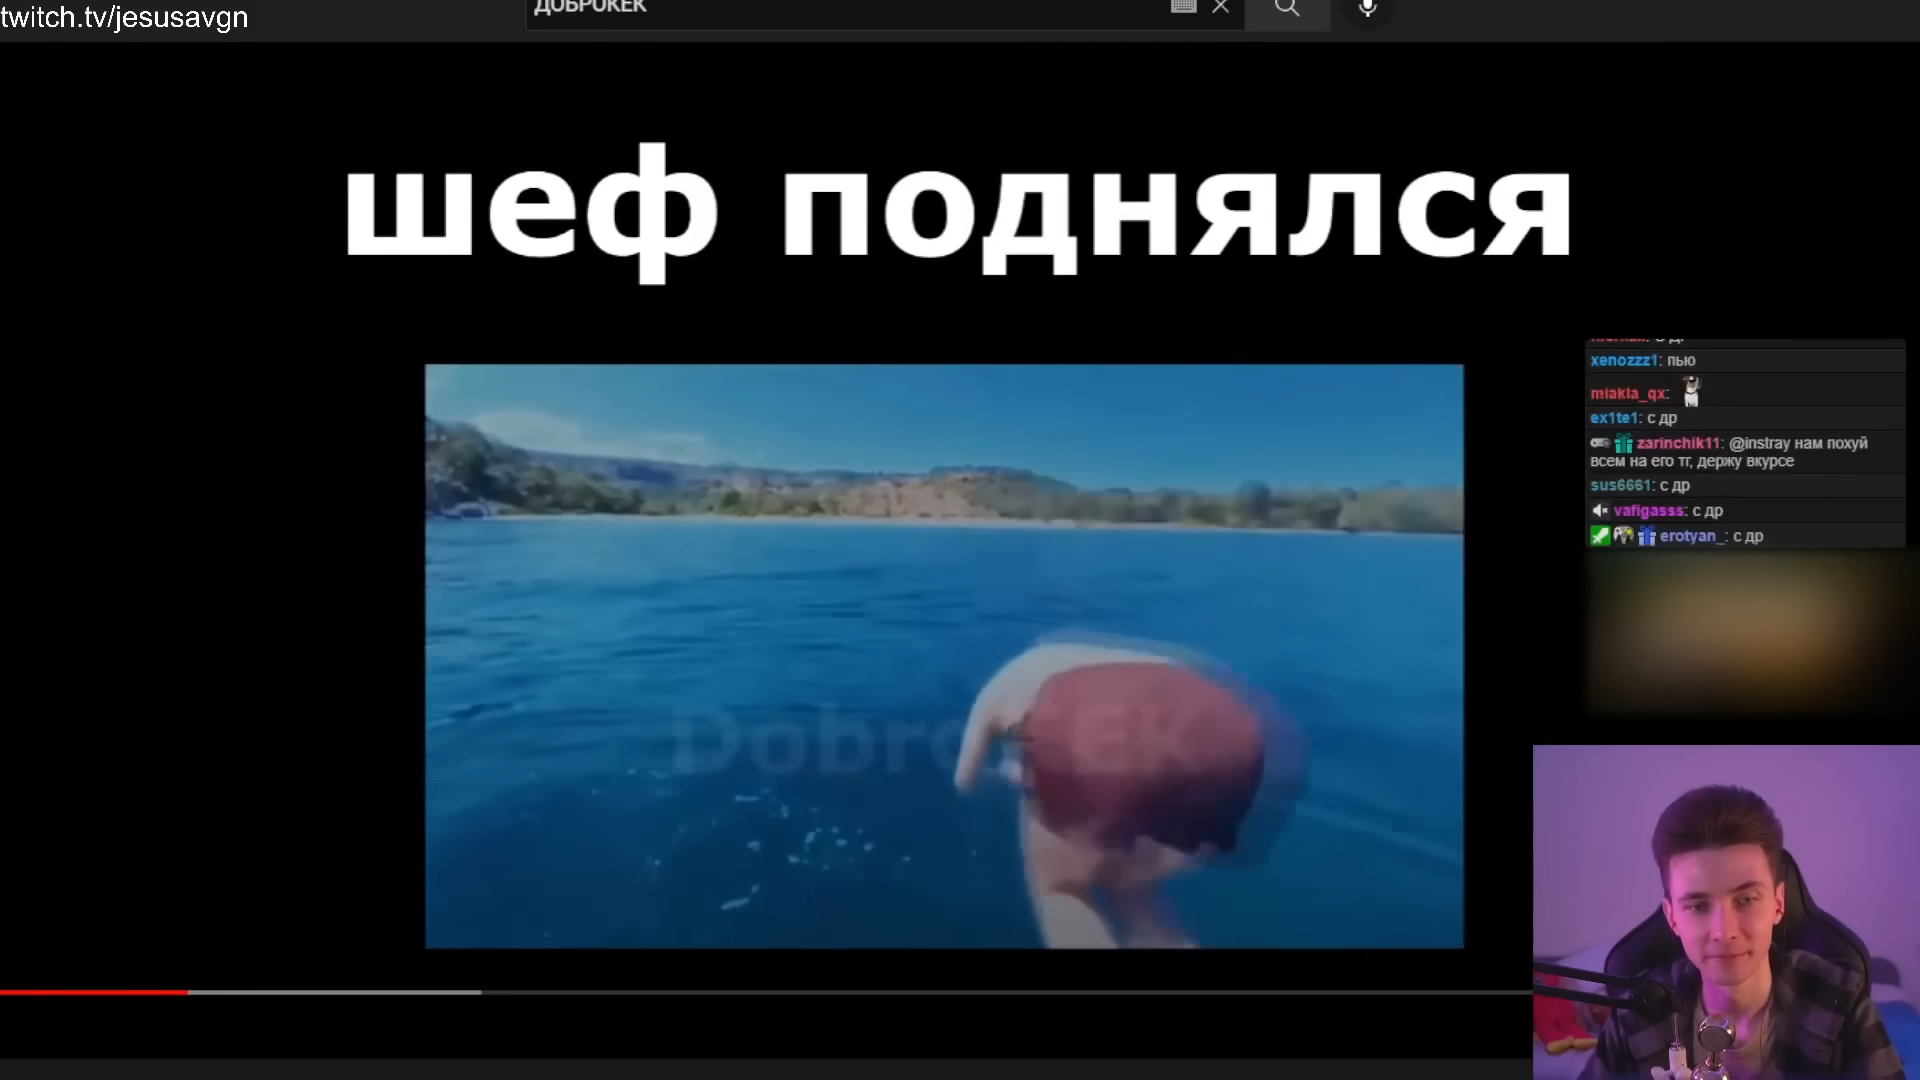 twitch.tv/jesusavgn
ДОБРОКЕК
шеф поднялся
xenozzz1: пью
miakla_qx:
ex1te1: с др
zarinchik11: @instray нам похуй
всем на его тг, держу вкурсе
sus6661: с др
vafigasss: с др
erotyan_: с др
DobroKEK